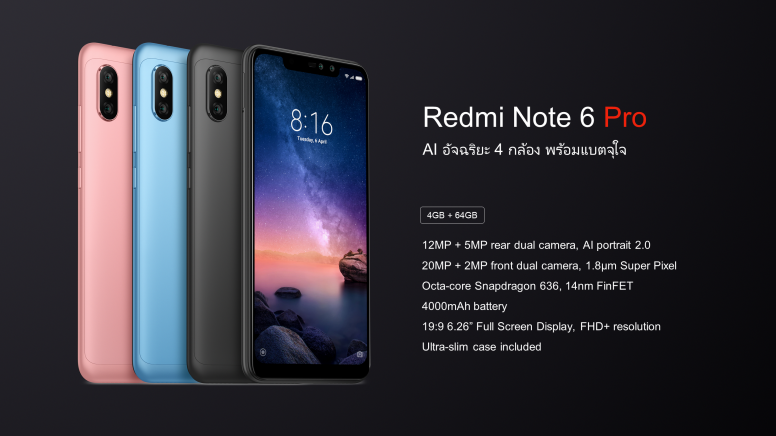 8:16
Tuesday, 6 April
Redmi Note 6 Pro
AI อัจฉริยะ 4 กล้อง พร้อมแบตจุใจ
4GB + 64GB
12MP + 5MP rear dual camera, AI portrait 2.0
20MP + 2MP front dual camera, 1.8μm Super Pixel
Octa-core Snapdragon 636, 14nm FinFET
4000mAh battery
19:9 6.26” Full Screen Display, FHD+ resolution
Ultra-slim case included